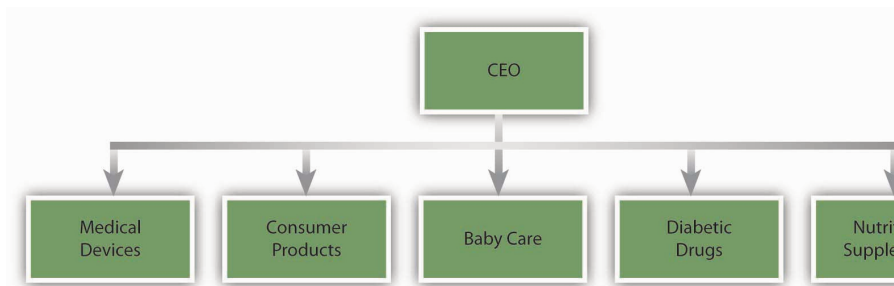 CEO
Medical
Devices
Consumer
Products
Baby Care
Diabetic
Drugs